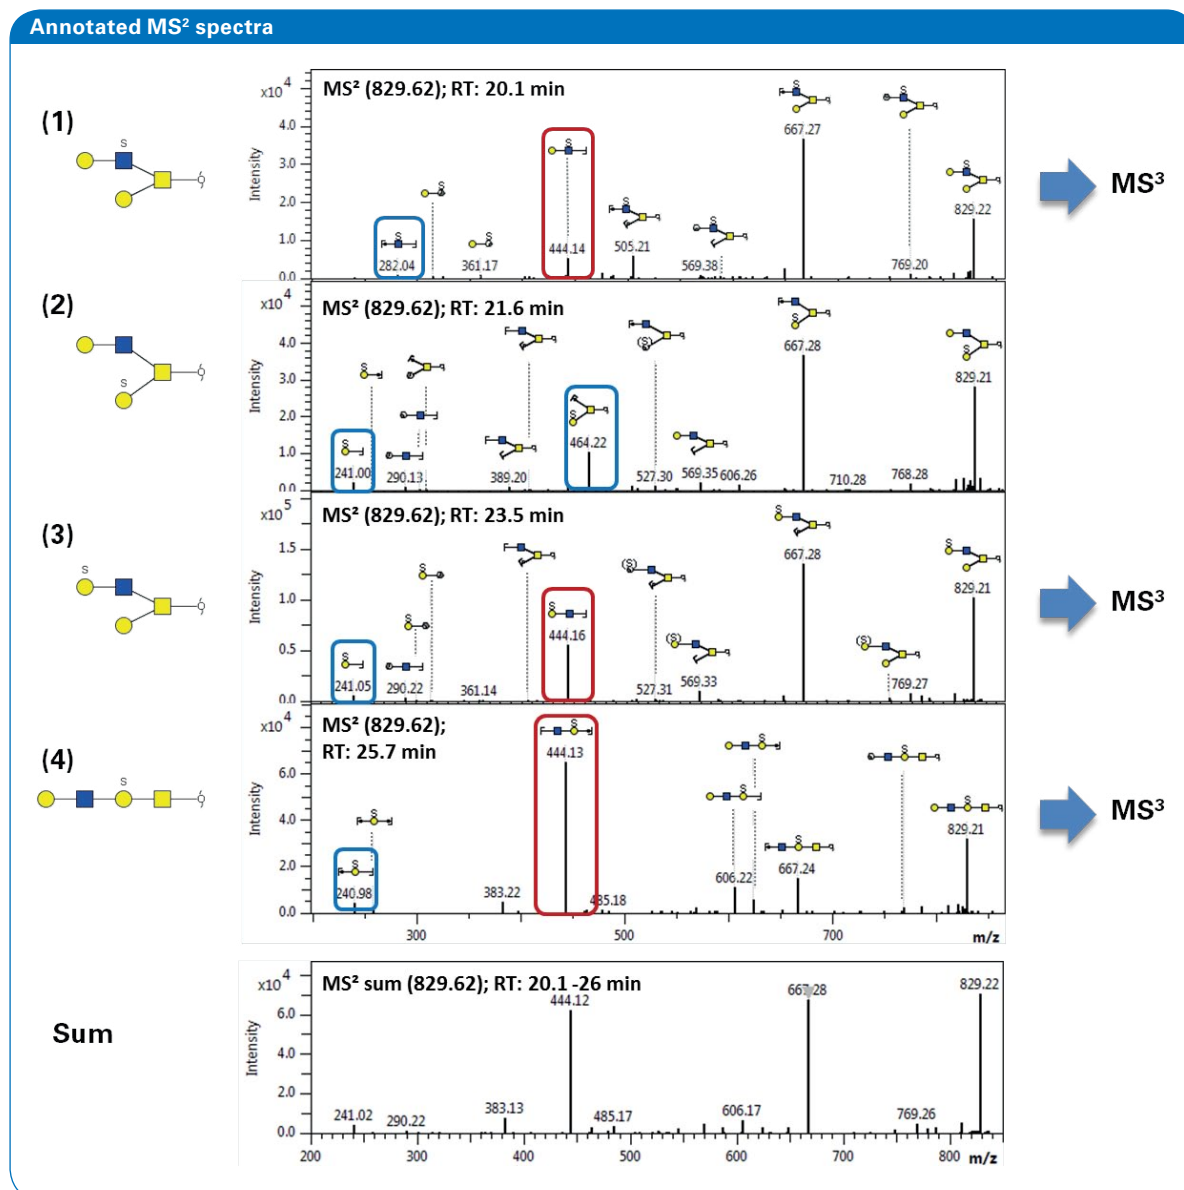 Annotated MS² spectra
(1)
S
MS² (829.62); RT: 20.1 min
x10⁴
4.0
3.0
2.0
1.0
0.0
Intensity
282.04
361.17
444.14
505.21
569.38
667.27
769.20
829.22
S
S
S
S
S
S
S
S
S
MS³
(2)
S
MS² (829.62); RT: 21.6 min
x10⁴
4.0
3.0
2.0
1.0
0.0
Intensity
241.00
290.13
389.20
464.22
527.30
569.35
606.26
667.28
710.28
768.28
829.21
S
S
S
(S)
S
S
(3)
S
MS² (829.62); RT: 23.5 min
x10⁵
1.5
1.0
0.5
0.0
Intensity
241.05
290.22
361.14
444.16
527.31
569.33
667.28
769.27
829.21
S
S
S
S
(S)
(S)
S
(S)
S
MS³
(4)
S
MS² (829.62);
RT: 25.7 min
x10⁴
6.0
4.0
2.0
0.0
Intensity
240.98
383.22
444.13
485.18
606.22
667.24
829.21
S
S
S
S
S
S
S
S
300
500
700
m/z
MS³
Sum
MS² sum (829.62); RT: 20.1 -26 min
x10⁴
6.0
4.0
2.0
0.0
Intensity
241.02
290.22
383.13
444.12
485.17
606.17
667.28
769.26
829.22
200
300
400
500
600
700
800
m/z